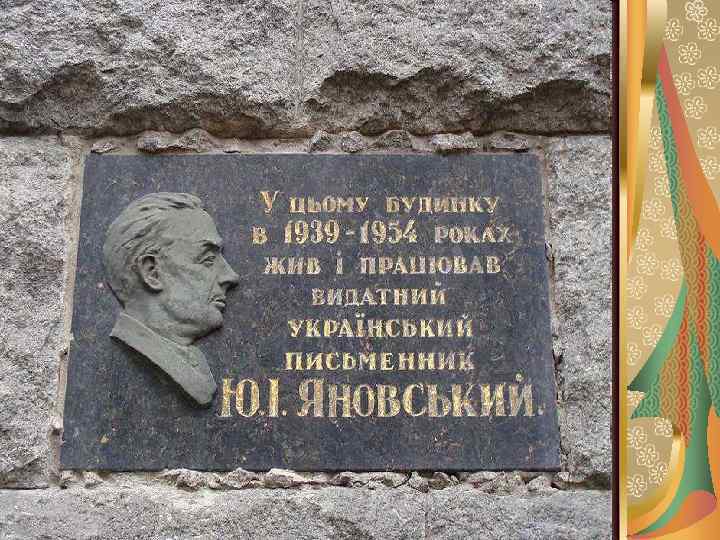 У цьому будинку
в 1939-1954 роках
жив і працював
видатний
український
письменник
Ю.І. Яновський.